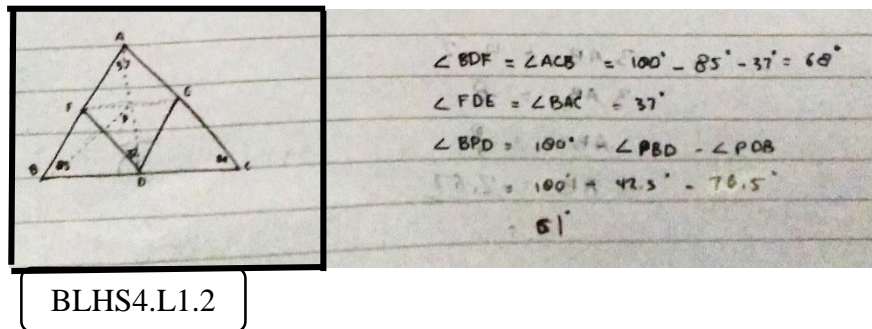 A
37
F E
P
B 85 D C
∠BDF = ∠ACB = 180° - 85° - 37° = 58°
∠FDE = ∠BAC = 37°
∠BPD = 180° - ∠PBD - ∠PDB
= 180° - 42.5° - 76.5°
= 61°
BLHS4.L1.2